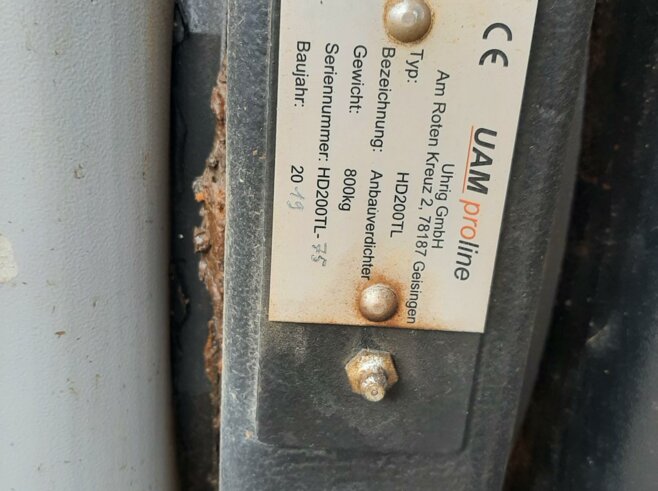 CE UAM proline
Uhrig GmbH
Am Roten Kreuz 2, 78187 Geisingen
Typ: HD200TL
Bezeichnung: Anbauverdichter
Gewicht: 800kg
Seriennummer: HD200TL-75
Baujahr: 2019